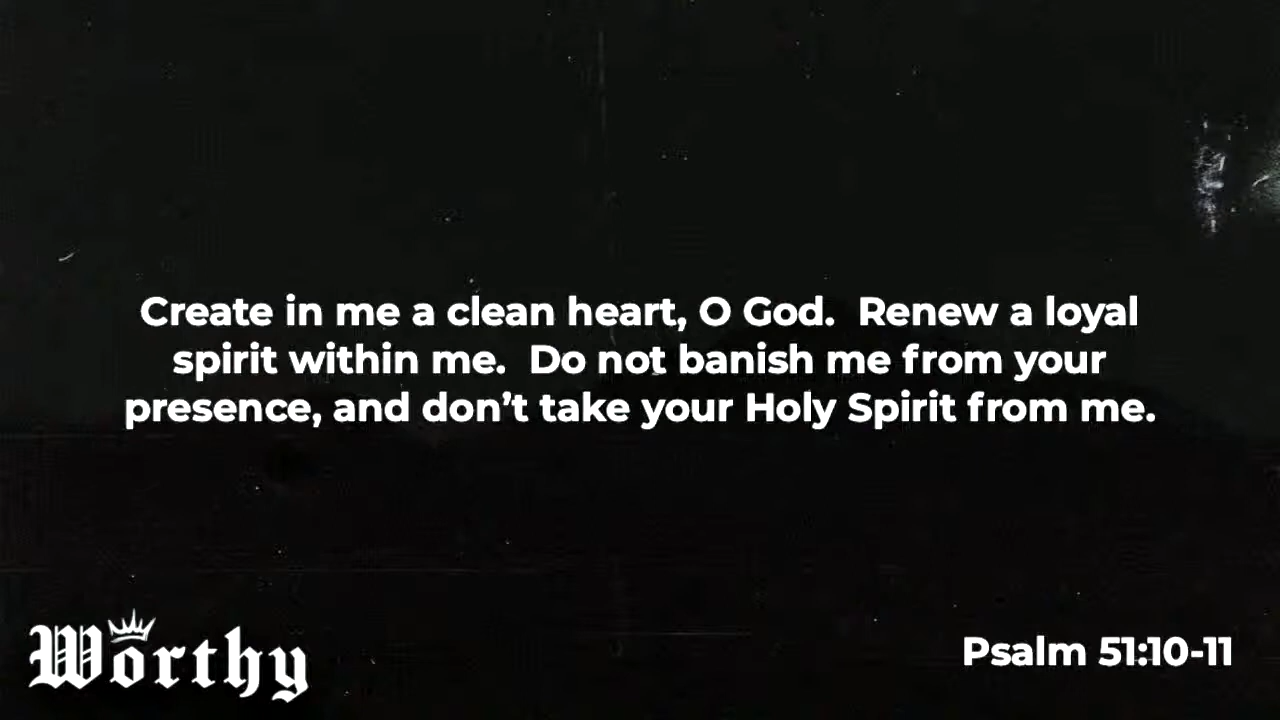 Create in me a clean heart, O God.  Renew a loyal
spirit within me.  Do not banish me from your
presence, and don’t take your Holy Spirit from me.
Worthy
Psalm 51:10-11